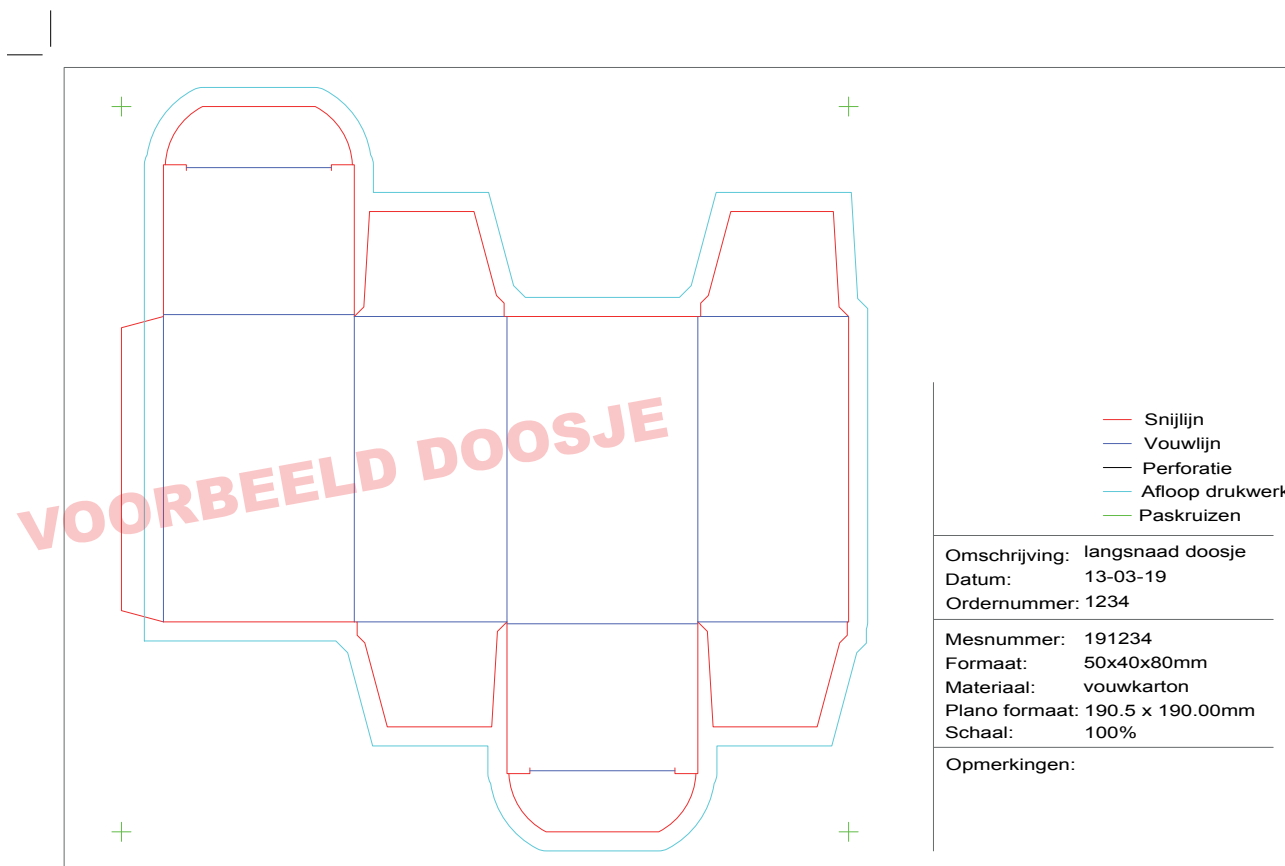 VOORBEELD DOOSJE
Snijlijn
Vouwlijn
Perforatie
Afloop drukwerk
Paskruizen
Omschrijving: langsnaad doosje
Datum: 13-03-19
Ordernummer: 1234
Mesnummer: 191234
Formaat: 50x40x80mm
Materiaal: vouwkarton
Plano formaat: 190.5 x 190.00mm
Schaal: 100%
Opmerkingen: